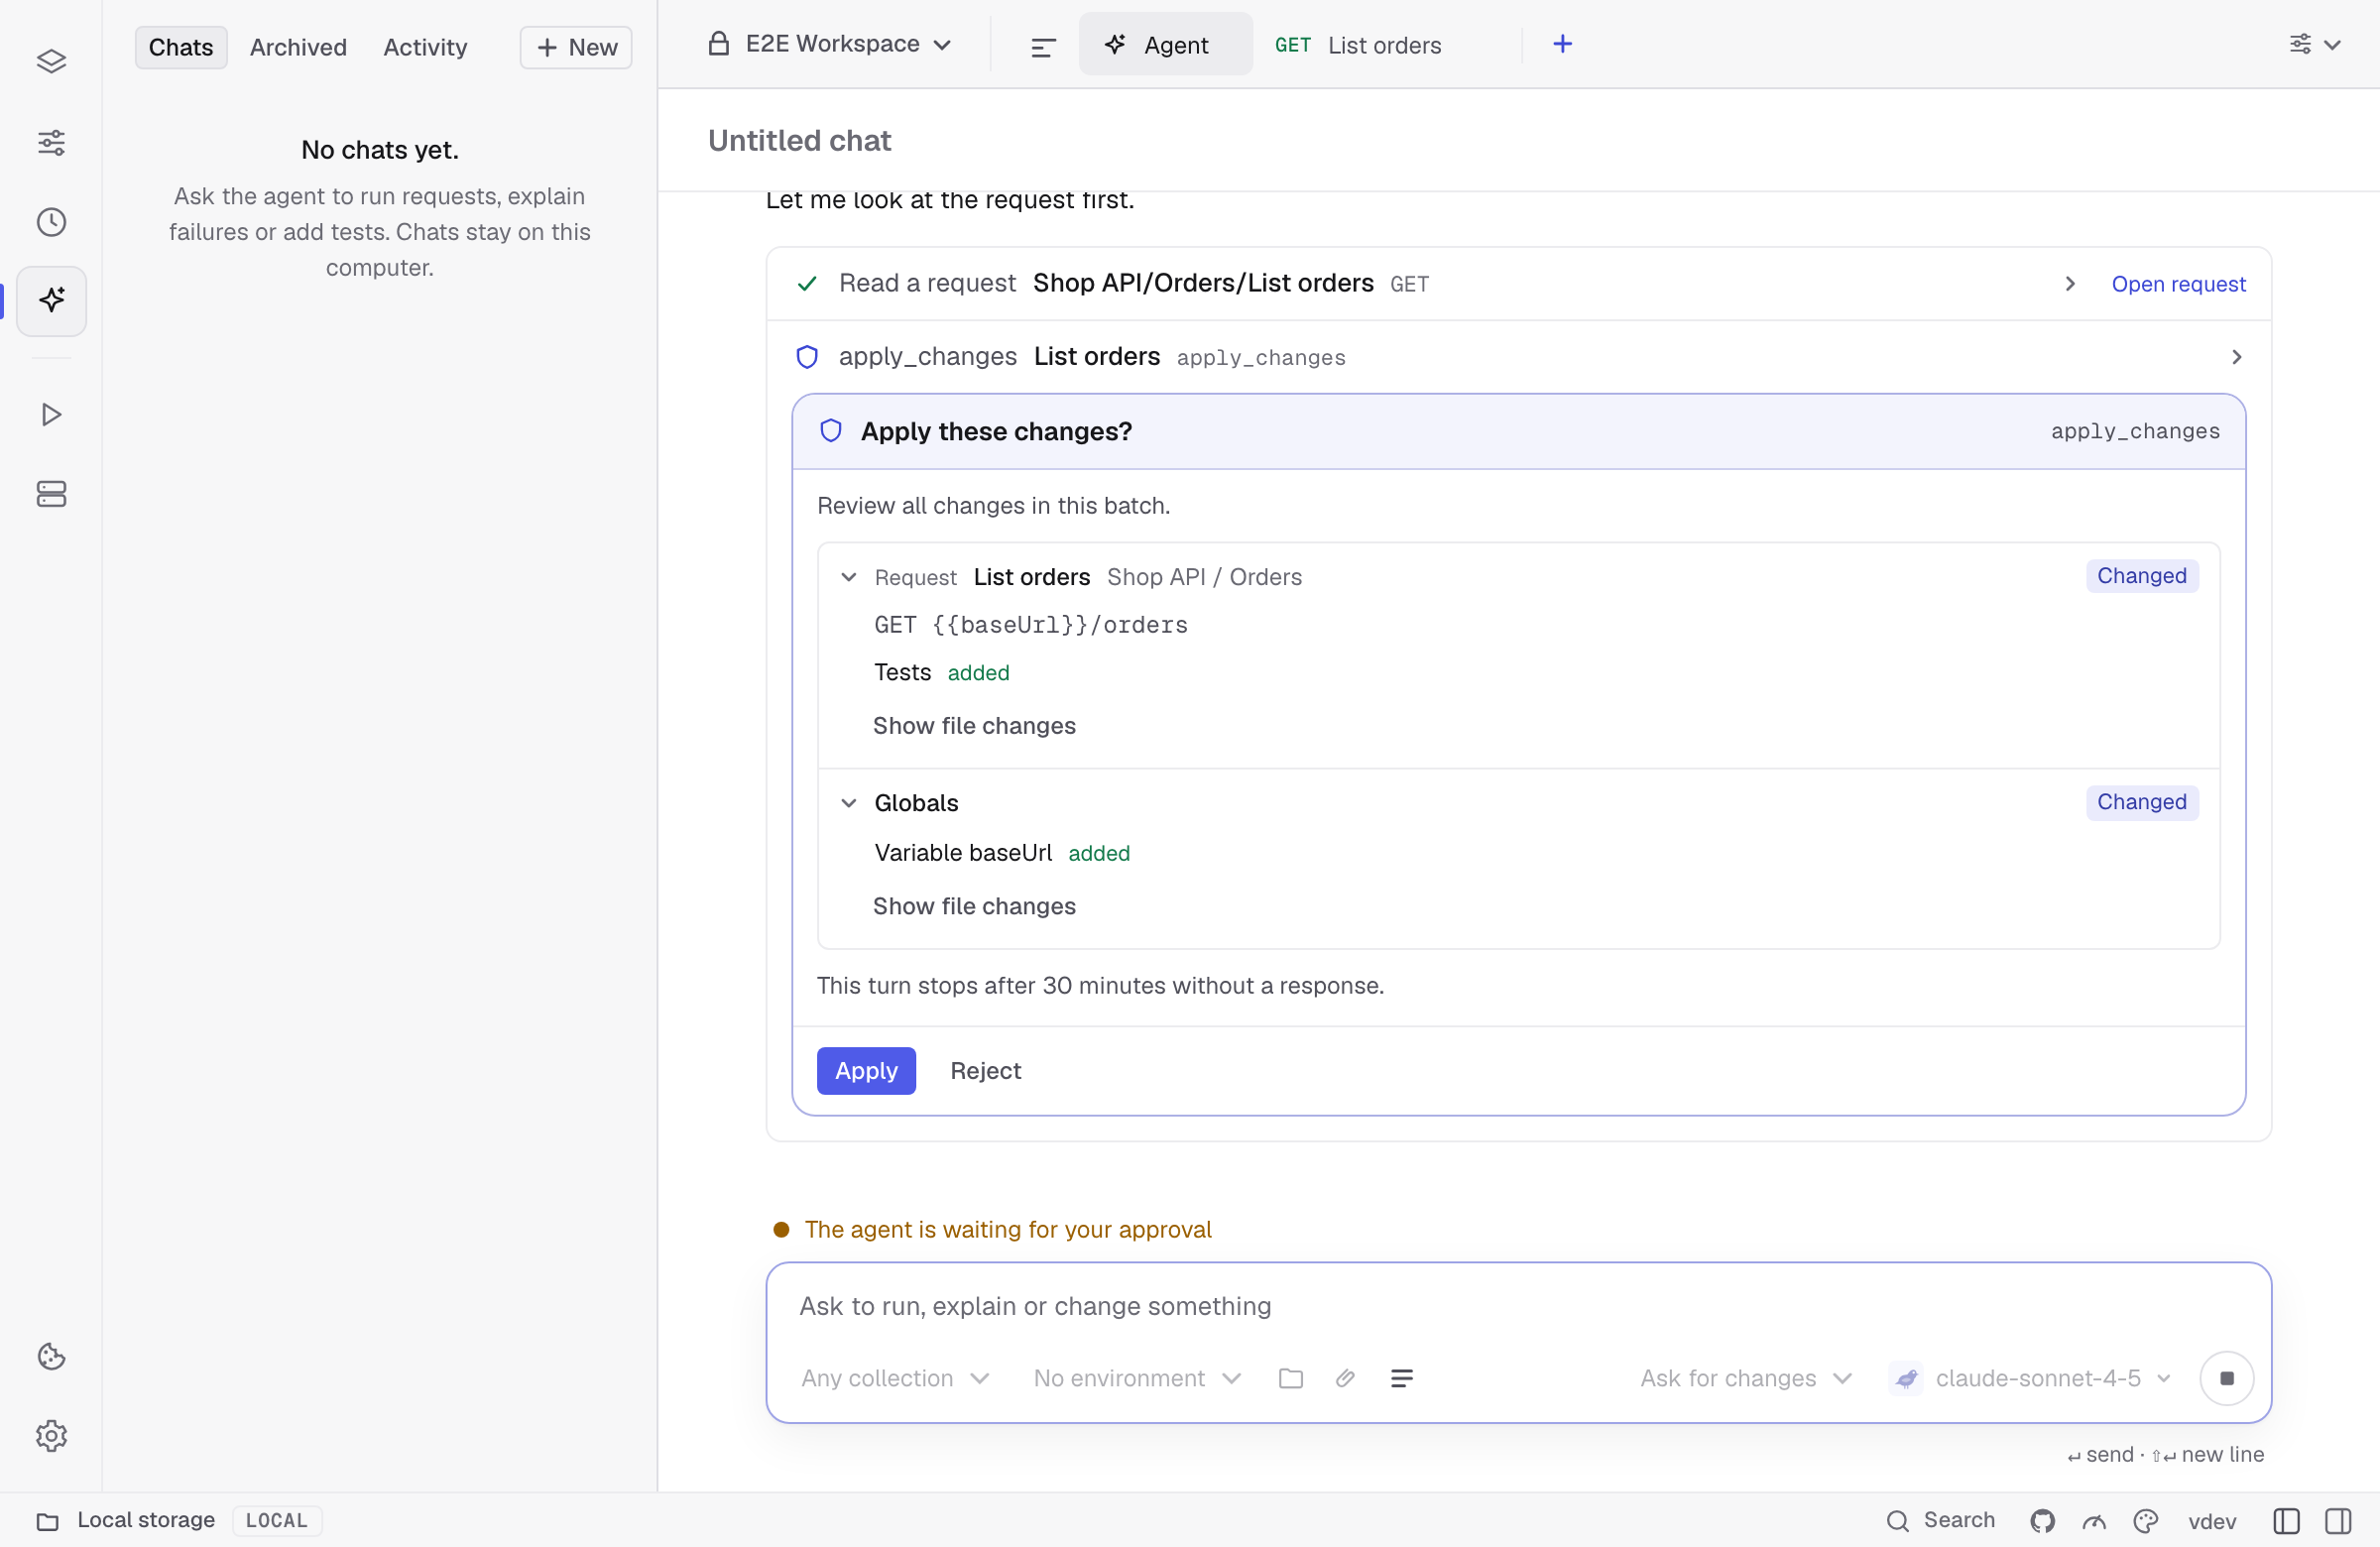 Chats Archived Activity + New
No chats yet.
Ask the agent to run requests, explain
failures or add tests. Chats stay on this
computer.
E2E Workspace
Agent
GET List orders
Untitled chat
Let me look at the request first.
Read a request Shop API/Orders/List orders GET
Open request
apply_changes List orders apply_changes
Apply these changes? apply_changes
Review all changes in this batch.
Request List orders Shop API / Orders Changed
GET {{baseUrl}}/orders
Tests added
Show file changes
Globals Changed
Variable baseUrl added
Show file changes
This turn stops after 30 minutes without a response.
Apply Reject
The agent is waiting for your approval
Ask to run, explain or change something
Any collection No environment Ask for changes claude-sonnet-4-5
↵ send · ⇧↵ new line
Local storage LOCAL Search vdev